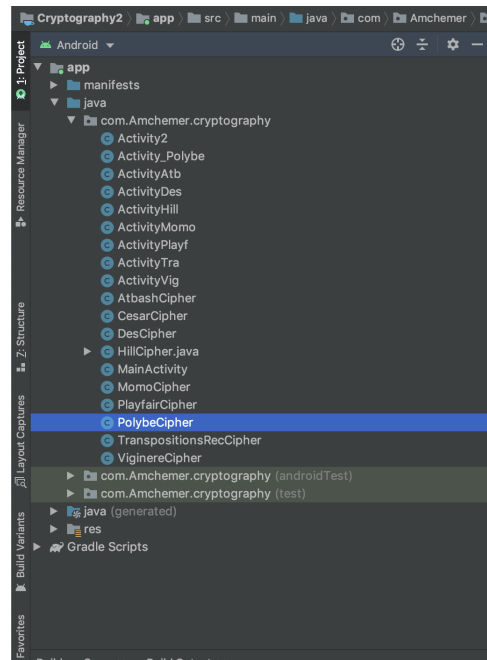 Cryptography2 app src main java com Amchemer
Android
1: Project
Resource Manager
Z: Structure
Layout Captures
Build Variants
Favorites
app
manifests
java
com.Amchemer.cryptography
Activity2
Activity_Polybe
ActivityAtb
ActivityDes
ActivityHill
ActivityMomo
ActivityPlayf
ActivityTra
ActivityVig
AtbashCipher
CesarCipher
DesCipher
HillCipher.java
MainActivity
MomoCipher
PlayfairCipher
PolybeCipher
TranspositionsRecCipher
ViginereCipher
com.Amchemer.cryptography (androidTest)
com.Amchemer.cryptography (test)
java (generated)
res
Gradle Scripts